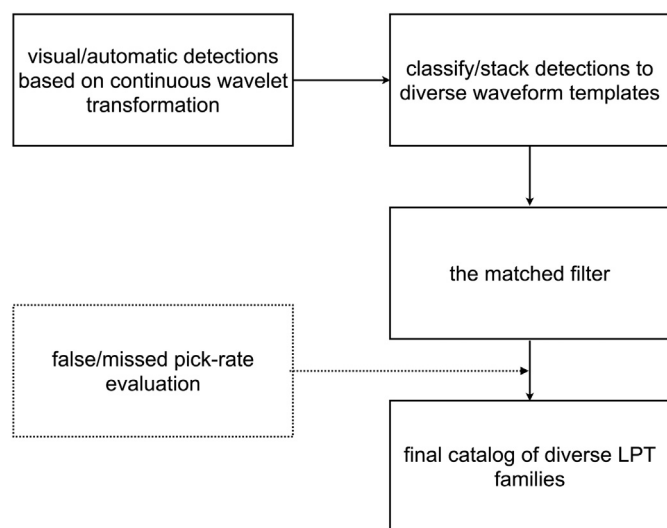 visual/automatic detections
based on continuous wavelet
transformation
classify/stack detections to
diverse waveform templates
the matched filter
false/missed pick-rate
evaluation
final catalog of diverse LPT
families